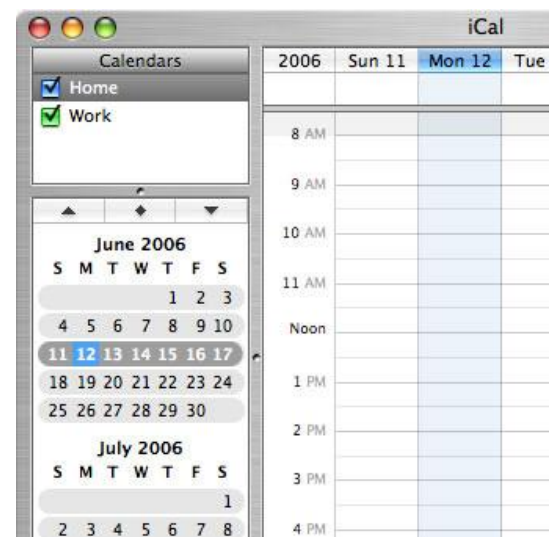 iCal
Calendars
Home
Work
June 2006
S M T W T F S
1 2 3
4 5 6 7 8 9 10
11 12 13 14 15 16 17
18 19 20 21 22 23 24
25 26 27 28 29 30
July 2006
S M T W T F S
1
2 3 4 5 6 7 8
2006 Sun 11 Mon 12 Tue
8 AM
9 AM
10 AM
11 AM
Noon
1 PM
2 PM
3 PM
4 PM